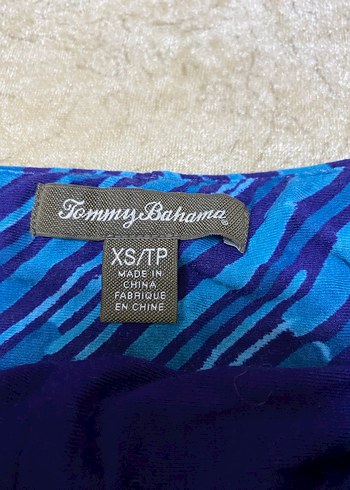 Tommy Bahama®
XS/TP
MADE IN
CHINA
FABRIQUE
EN CHINE